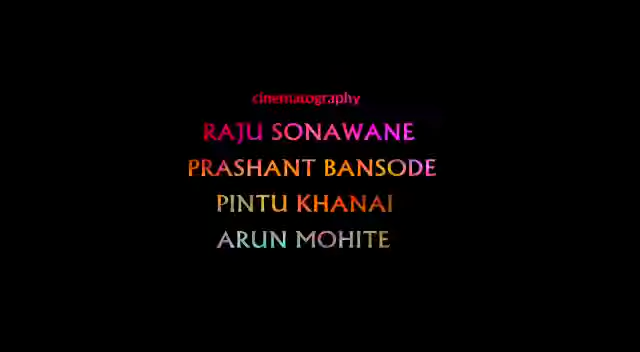 cinematography
RAJU SONAWANE
PRASHANT BANSODE
PINTU KHANAI
ARUN MOHITE